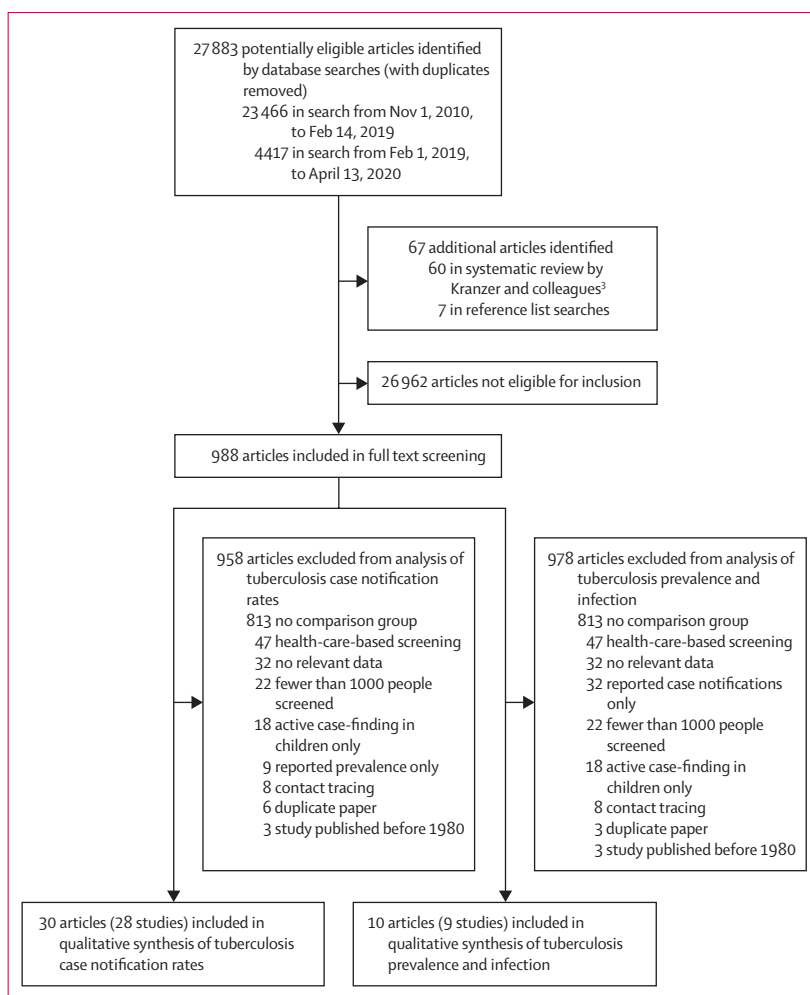 27 883 potentially eligible articles identified
by database searches (with duplicates
removed)
23 466 in search from Nov 1, 2010,
to Feb 14, 2019
4417 in search from Feb 1, 2019,
to April 13, 2020
67 additional articles identified
60 in systematic review by
Kranzer and colleagues³
7 in reference list searches
26 962 articles not eligible for inclusion
988 articles included in full text screening
958 articles excluded from analysis of
tuberculosis case notification
rates
813 no comparison group
47 health-care-based screening
32 no relevant data
22 fewer than 1000 people
screened
18 active case-finding in
children only
9 reported prevalence only
8 contact tracing
6 duplicate paper
3 study published before 1980
978 articles excluded from analysis of
tuberculosis prevalence and
infection
813 no comparison group
47 health-care-based screening
32 no relevant data
32 reported case notifications
only
22 fewer than 1000 people
screened
18 active case-finding in
children only
8 contact tracing
3 duplicate paper
3 study published before 1980
30 articles (28 studies) included in
qualitative synthesis of tuberculosis
case notification rates
10 articles (9 studies) included in
qualitative synthesis of tuberculosis
prevalence and infection